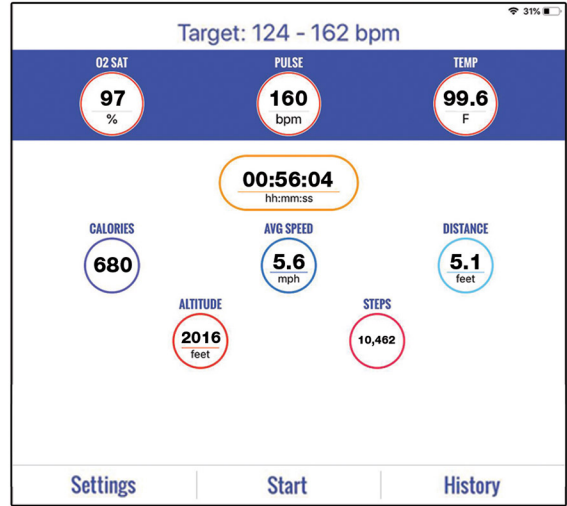 31%
Target: 124 - 162 bpm
O2 SAT PULSE TEMP
97 160 99.6
% bpm F
00:56:04
hh:mm:ss
CALORIES AVG SPEED DISTANCE
680 5.6 5.1
mph feet
ALTITUDE STEPS
2016 10,462
feet
Settings Start History